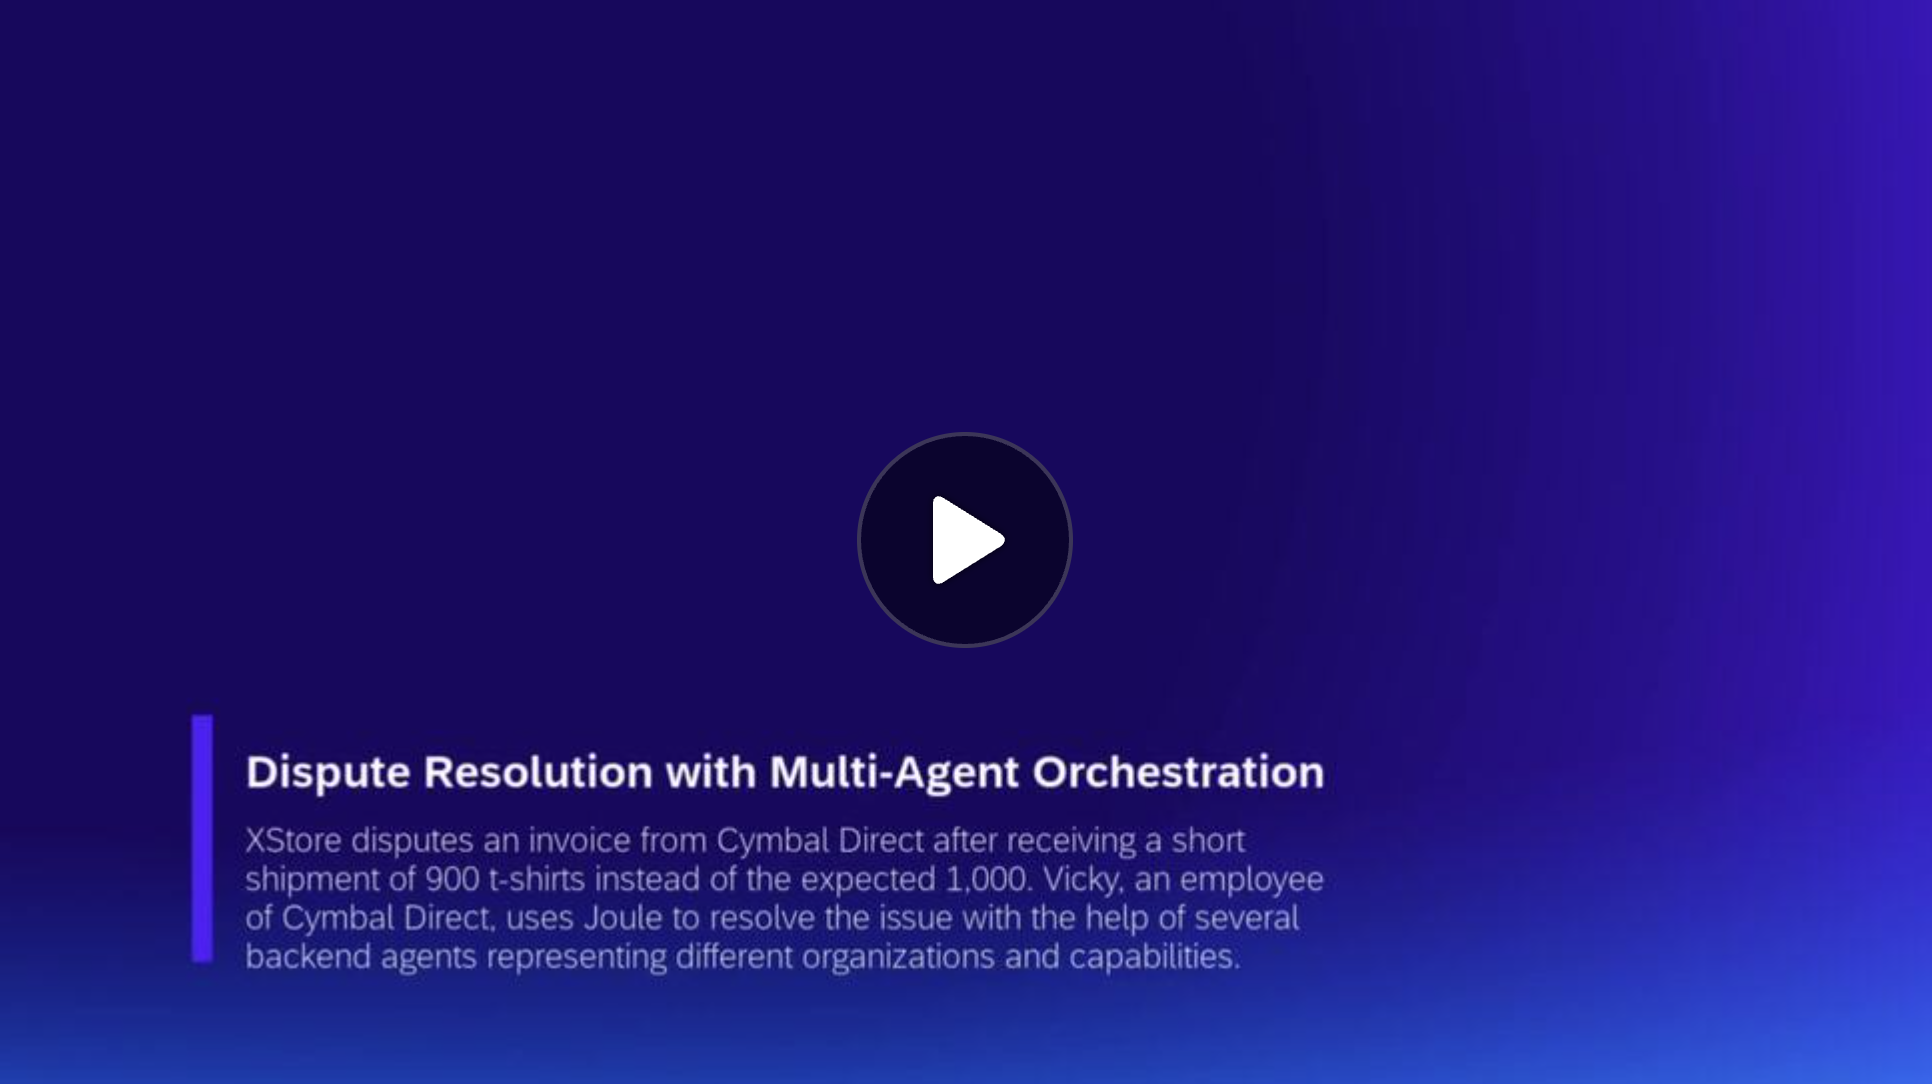 Dispute Resolution with Multi-Agent Orchestration
XStore disputes an invoice from Cymbal Direct after receiving a short
shipment of 900 t-shirts instead of the expected 1,000. Vicky, an employee
of Cymbal Direct, uses Joule to resolve the issue with the help of several
backend agents representing different organizations and capabilities.